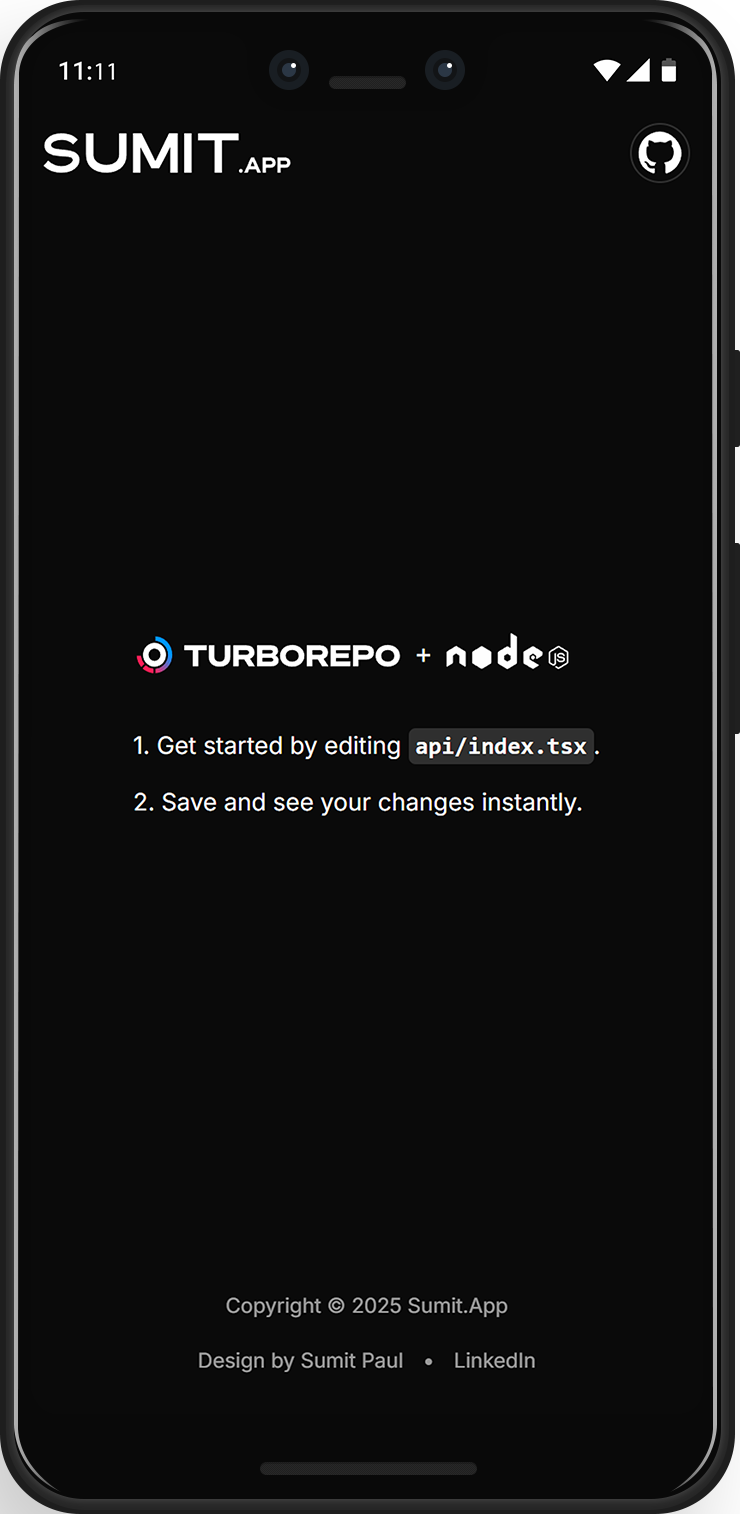 11:11
SUMIT.APP
TURBOREPO + node JS
1. Get started by editing api/index.tsx.
2. Save and see your changes instantly.
Copyright © 2025 Sumit.App
Design by Sumit Paul • LinkedIn